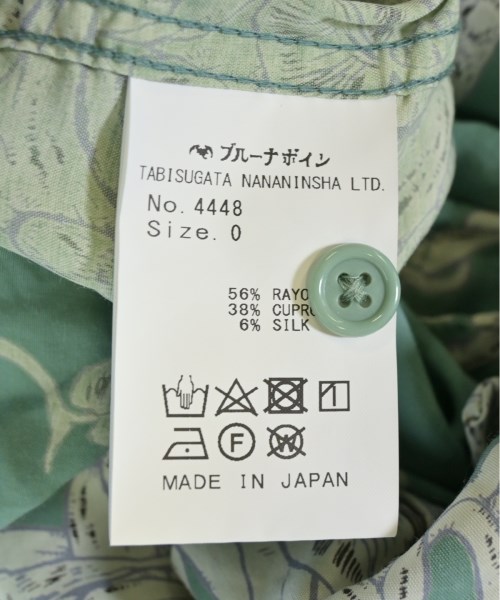 ブルーナボイン
TABISUGATA NANANINSHA LTD.
No. 4448
Size. 0
56% RAYO
38% CUPR
6% SILK
F
W
MADE IN JAPAN